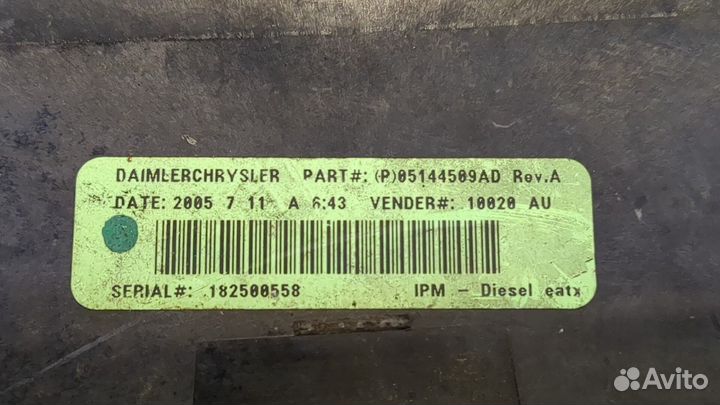 DAIMLERCHRYSLER PART#: (P)05144509AD Rev.A
DATE: 2005 7 11 A 6:43 VENDER#: 10020 AU
SERIAL#: 182500558 IPM - Diesel eatx
Avito